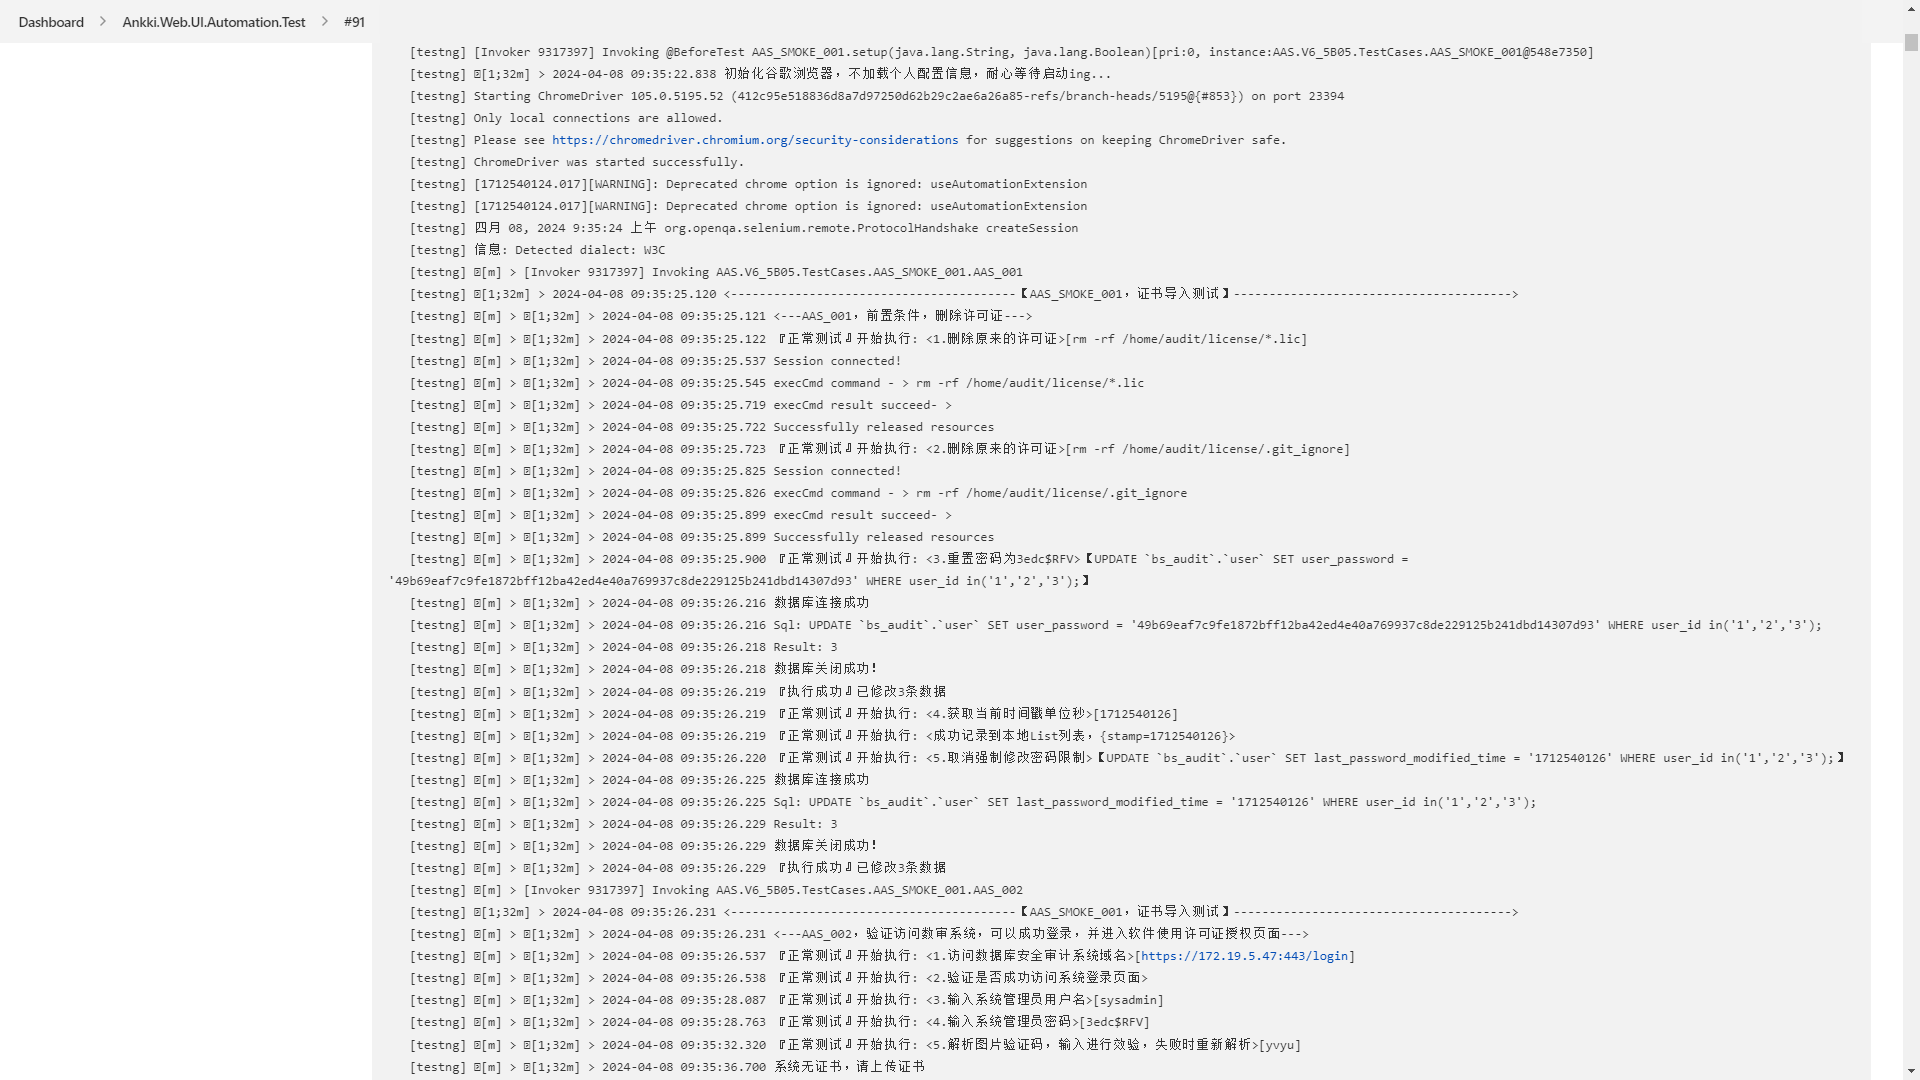 Dashboard > Ankki.Web.UI.Automation.Test > #91
[testng] [Invoker 9317397] Invoking @BeforeTest AAS_SMOKE_001.setup(java.lang.String, java.lang.Boolean)[pri:0, instance:AAS.V6_5B05.TestCases.AAS_SMOKE_001@548e7350]
[testng] [1;32m] > 2024-04-08 09:35:22.838 初始化谷歌浏览器，不加载个人配置信息，耐心等待启动ing...
[testng] Starting ChromeDriver 105.0.5195.52 (412c95e518836d8a7d97250d62b29c2ae6a26a85-refs/branch-heads/5195@{#853}) on port 23394
[testng] Only local connections are allowed.
[testng] Please see https://chromedriver.chromium.org/security-considerations for suggestions on keeping ChromeDriver safe.
[testng] ChromeDriver was started successfully.
[testng] [1712540124.017][WARNING]: Deprecated chrome option is ignored: useAutomationExtension
[testng] [1712540124.017][WARNING]: Deprecated chrome option is ignored: useAutomationExtension
[testng] 四月 08, 2024 9:35:24 上午 org.openqa.selenium.remote.ProtocolHandshake createSession
[testng] 信息: Detected dialect: W3C
[testng] [m] > [Invoker 9317397] Invoking AAS.V6_5B05.TestCases.AAS_SMOKE_001.AAS_001
[testng] [1;32m] > 2024-04-08 09:35:25.120 <----------------------------------------【AAS_SMOKE_001，证书导入测试】--------------------------------------->
[testng] [m] > [1;32m] > 2024-04-08 09:35:25.121 <---AAS_001，前置条件，删除许可证--->
[testng] [m] > [1;32m] > 2024-04-08 09:35:25.122 『正常测试』开始执行: <1.删除原来的许可证>[rm -rf /home/audit/license/*.lic]
[testng] [m] > [1;32m] > 2024-04-08 09:35:25.537 Session connected!
[testng] [m] > [1;32m] > 2024-04-08 09:35:25.545 execCmd command - > rm -rf /home/audit/license/*.lic
[testng] [m] > [1;32m] > 2024-04-08 09:35:25.719 execCmd result succeed- >
[testng] [m] > [1;32m] > 2024-04-08 09:35:25.722 Successfully released resources
[testng] [m] > [1;32m] > 2024-04-08 09:35:25.723 『正常测试』开始执行: <2.删除原来的许可证>[rm -rf /home/audit/license/.git_ignore]
[testng] [m] > [1;32m] > 2024-04-08 09:35:25.825 Session connected!
[testng] [m] > [1;32m] > 2024-04-08 09:35:25.826 execCmd command - > rm -rf /home/audit/license/.git_ignore
[testng] [m] > [1;32m] > 2024-04-08 09:35:25.899 execCmd result succeed- >
[testng] [m] > [1;32m] > 2024-04-08 09:35:25.899 Successfully released resources
[testng] [m] > [1;32m] > 2024-04-08 09:35:25.900 『正常测试』开始执行: <3.重置密码为3edc$RFV>【UPDATE `bs_audit`.`user` SET user_password =
'49b69eaf7c9fe1872bff12ba42ed4e40a769937c8de229125b241dbd14307d93' WHERE user_id in('1','2','3');】
[testng] [m] > [1;32m] > 2024-04-08 09:35:26.216 数据库连接成功
[testng] [m] > [1;32m] > 2024-04-08 09:35:26.216 Sql: UPDATE `bs_audit`.`user` SET user_password = '49b69eaf7c9fe1872bff12ba42ed4e40a769937c8de229125b241dbd14307d93' WHERE user_id in('1','2','3');
[testng] [m] > [1;32m] > 2024-04-08 09:35:26.218 Result: 3
[testng] [m] > [1;32m] > 2024-04-08 09:35:26.218 数据库关闭成功！
[testng] [m] > [1;32m] > 2024-04-08 09:35:26.219 『执行成功』已修改3条数据
[testng] [m] > [1;32m] > 2024-04-08 09:35:26.219 『正常测试』开始执行: <4.获取当前时间戳单位秒>[1712540126]
[testng] [m] > [1;32m] > 2024-04-08 09:35:26.219 『正常测试』开始执行: <成功记录到本地List列表，{stamp=1712540126}>
[testng] [m] > [1;32m] > 2024-04-08 09:35:26.220 『正常测试』开始执行: <5.取消强制修改密码限制>【UPDATE `bs_audit`.`user` SET last_password_modified_time = '1712540126' WHERE user_id in('1','2','3');】
[testng] [m] > [1;32m] > 2024-04-08 09:35:26.225 数据库连接成功
[testng] [m] > [1;32m] > 2024-04-08 09:35:26.225 Sql: UPDATE `bs_audit`.`user` SET last_password_modified_time = '1712540126' WHERE user_id in('1','2','3');
[testng] [m] > [1;32m] > 2024-04-08 09:35:26.229 Result: 3
[testng] [m] > [1;32m] > 2024-04-08 09:35:26.229 数据库关闭成功！
[testng] [m] > [1;32m] > 2024-04-08 09:35:26.229 『执行成功』已修改3条数据
[testng] [m] > [Invoker 9317397] Invoking AAS.V6_5B05.TestCases.AAS_SMOKE_001.AAS_002
[testng] [1;32m] > 2024-04-08 09:35:26.231 <----------------------------------------【AAS_SMOKE_001，证书导入测试】--------------------------------------->
[testng] [m] > [1;32m] > 2024-04-08 09:35:26.231 <---AAS_002，验证访问数审系统，可以成功登录，并进入软件使用许可证授权页面--->
[testng] [m] > [1;32m] > 2024-04-08 09:35:26.537 『正常测试』开始执行: <1.访问数据库安全审计系统域名>[https://172.19.5.47:443/login]
[testng] [m] > [1;32m] > 2024-04-08 09:35:26.538 『正常测试』开始执行: <2.验证是否成功访问系统登录页面>
[testng] [m] > [1;32m] > 2024-04-08 09:35:28.087 『正常测试』开始执行: <3.输入系统管理员用户名>[sysadmin]
[testng] [m] > [1;32m] > 2024-04-08 09:35:28.763 『正常测试』开始执行: <4.输入系统管理员密码>[3edc$RFV]
[testng] [m] > [1;32m] > 2024-04-08 09:35:32.320 『正常测试』开始执行: <5.解析图片验证码，输入进行效验，失败时重新解析>[yvyu]
[testng] [m] > [1;32m] > 2024-04-08 09:35:36.700 系统无证书，请上传证书